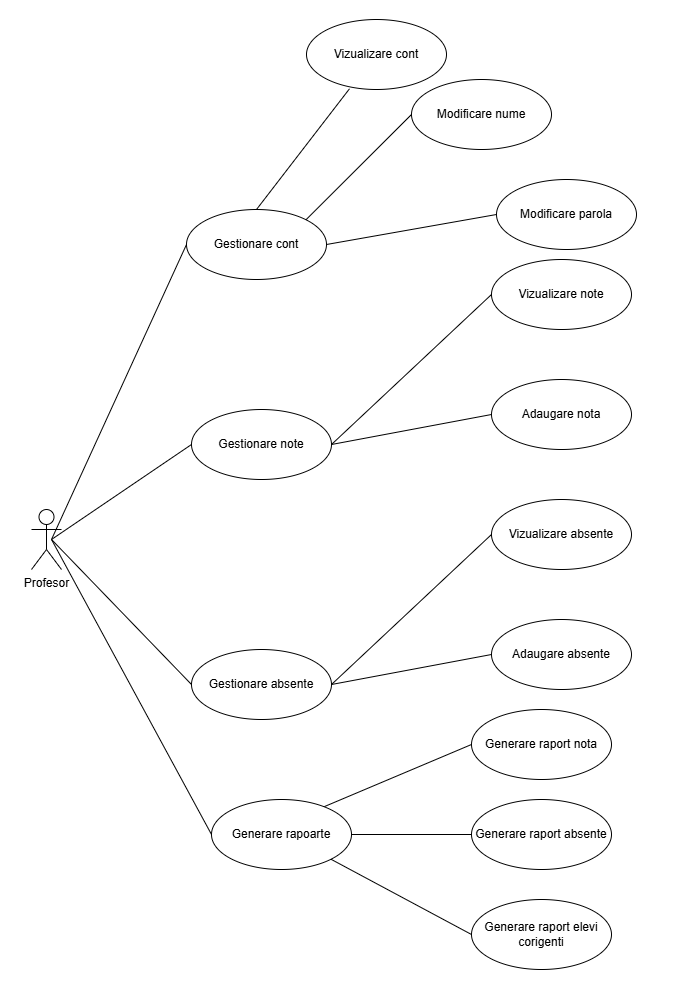 Vizualizare cont
Modificare nume
Modificare parola
Gestionare cont
Vizualizare note
Adaugare nota
Gestionare note
Vizualizare absente
Profesor
Adaugare absente
Gestionare absente
Generare raport nota
Generare rapoarte
Generare raport absente
Generare raport elevi
corigenti